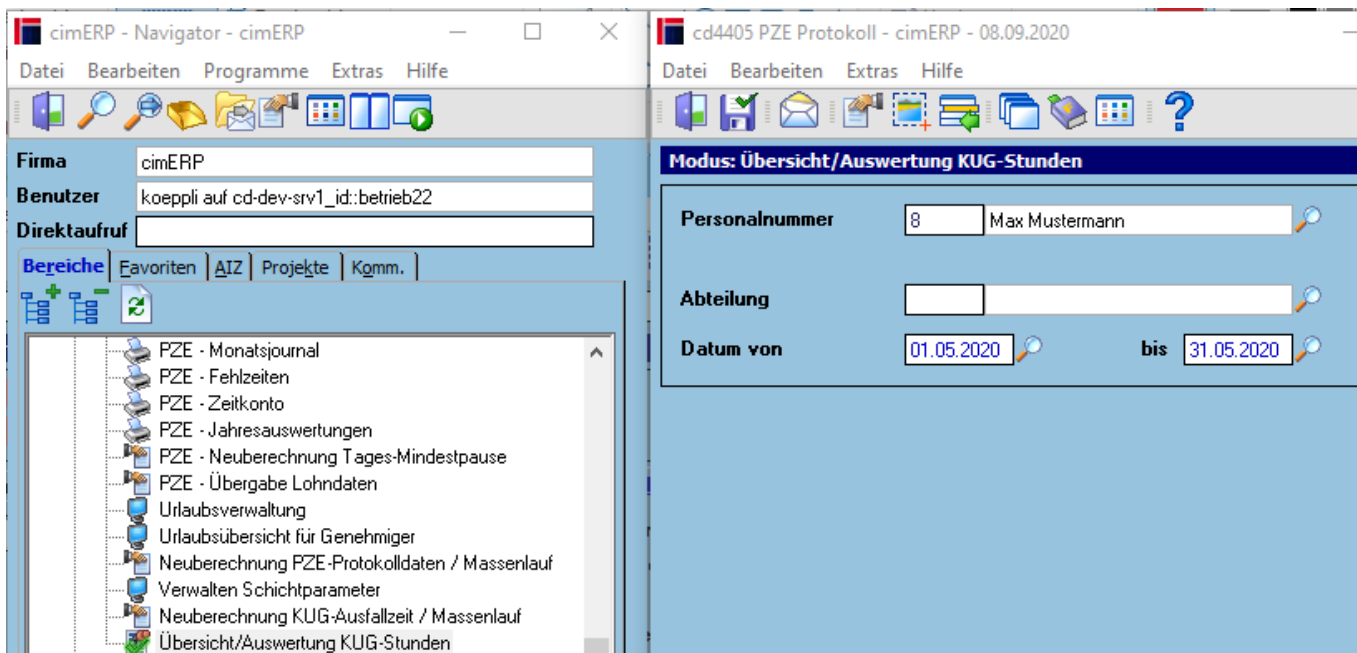 cimERP - Navigator - cimERP
Datei Bearbeiten Programme Extras Hilfe
Firma cimERP
Benutzer koeppli auf cd-dev-srv1_id::betrieb22
Direktaufruf
Bereiche Favoriten AIZ Projekte Komm.
PZE - Monatsjournal
PZE - Fehlzeiten
PZE - Zeitkonto
PZE - Jahresauswertungen
PZE - Neuberechnung Tages-Mindestpause
PZE - Übergabe Lohndaten
Urlaubsverwaltung
Urlaubsübersicht für Genehmiger
Neuberechnung PZE-Protokolldaten / Massenlauf
Verwalten Schichtparameter
Neuberechnung KUG-Ausfallzeit / Massenlauf
Übersicht/Auswertung KUG-Stunden
cd4405 PZE Protokoll - cimERP - 08.09.2020
Datei Bearbeiten Extras Hilfe
Modus: Übersicht/Auswertung KUG-Stunden
Personalnummer 8 Max Mustermann
Abteilung
Datum von 01.05.2020 bis 31.05.2020